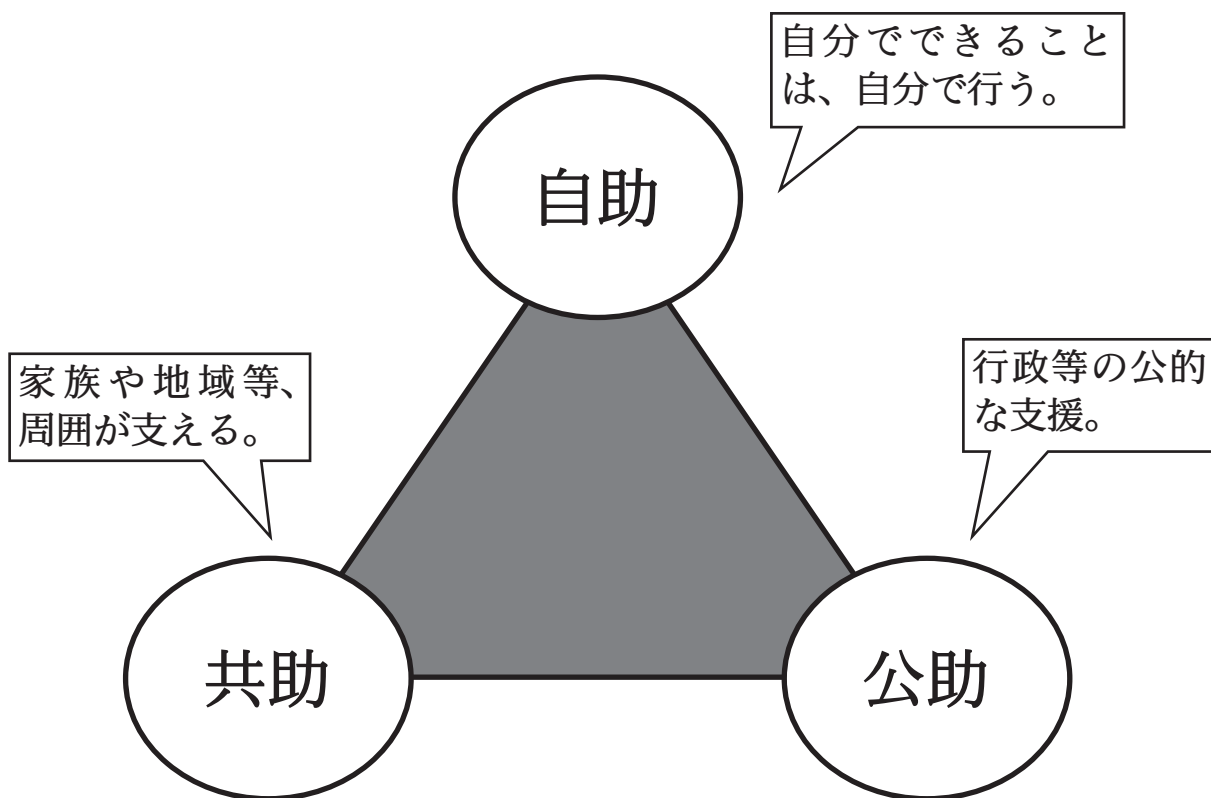 自分でできること
は、自分で行う。
自助
家族や地域等、
周囲が支える。
行政等の公的
な支援。
共助
公助